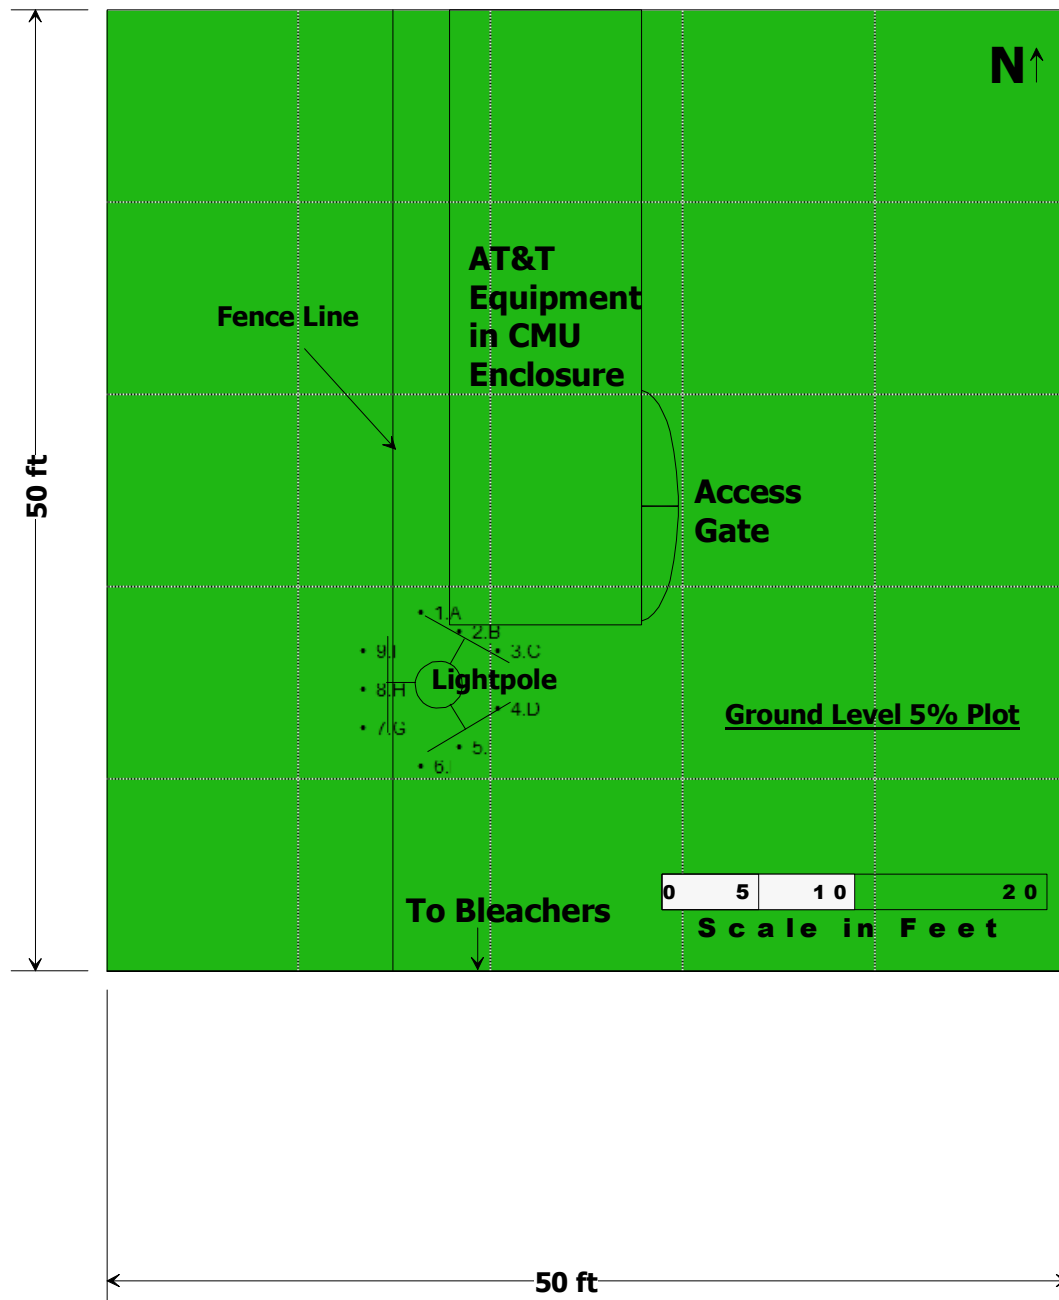 N↑
AT&T
Equipment
in CMU
Enclosure
Fence Line
50 ft
Access
Gate
1.A
2.B
3.C
9.I
Lightpole
8.H
4.D
7.G
Ground Level 5% Plot
5.
6.
0 5 10 20
Scale in Feet
To Bleachers
50 ft